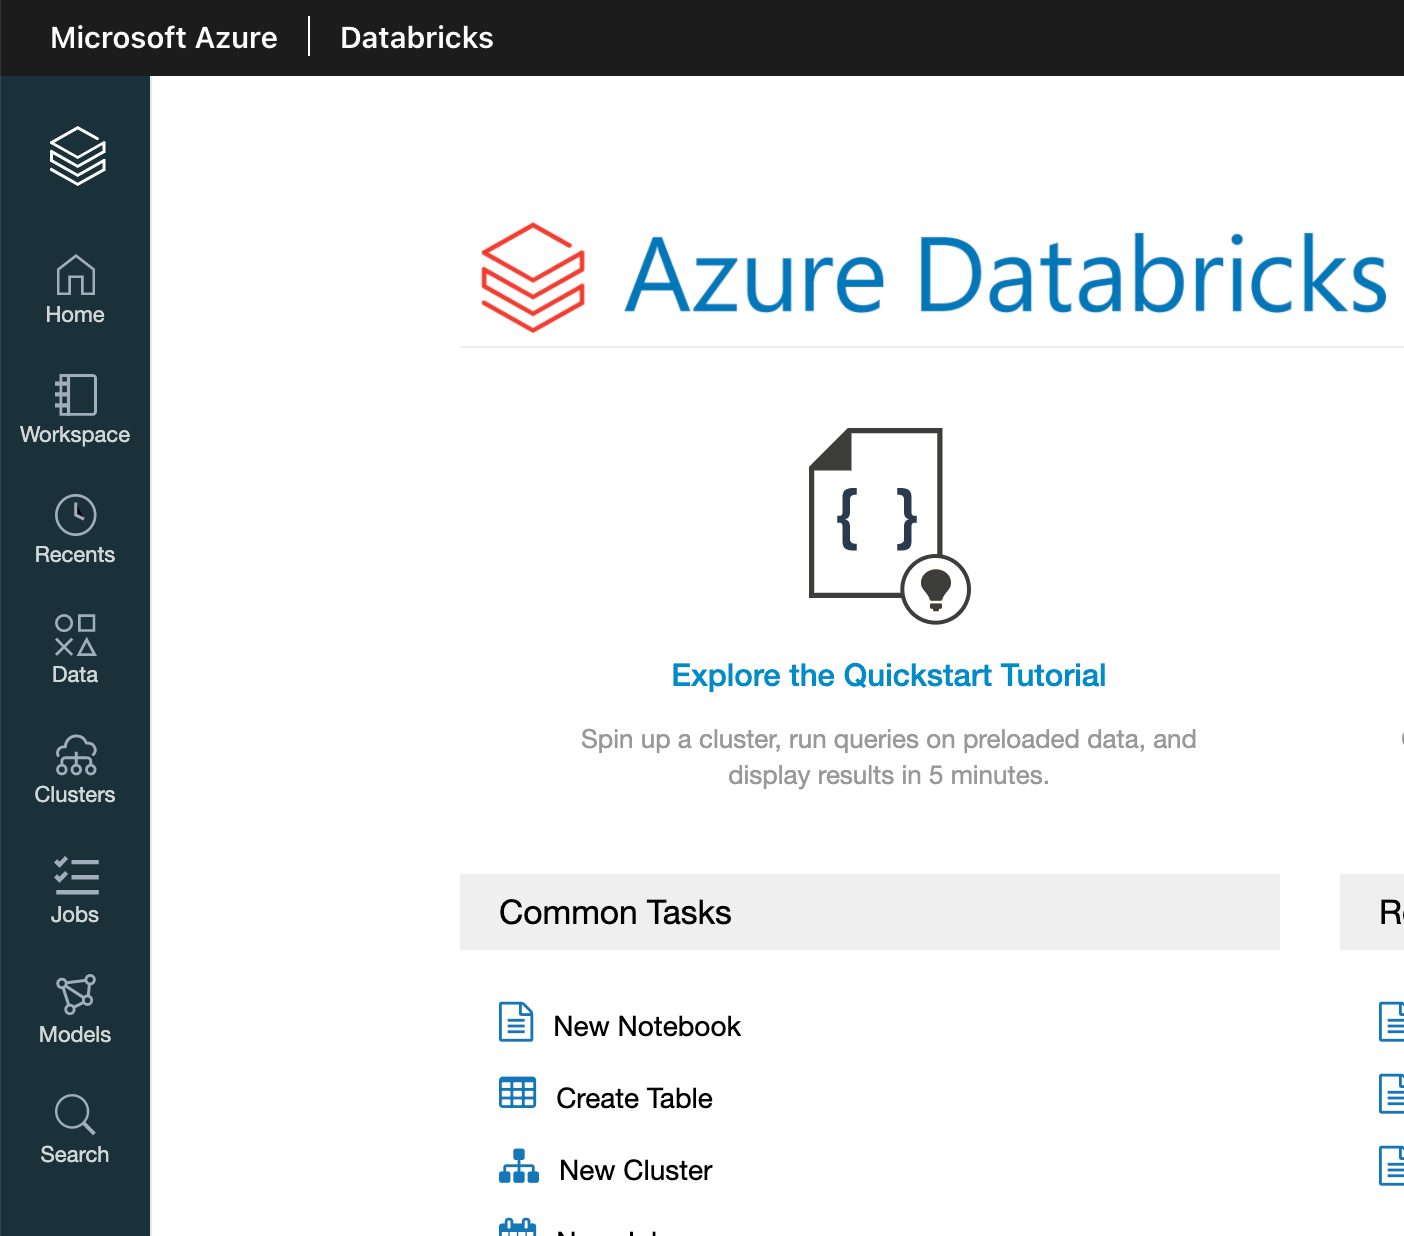 Microsoft Azure
Databricks
Home
Workspace
Recents
Data
Clusters
Jobs
Models
Search
Azure Databricks
{ }
Explore the Quickstart Tutorial
Spin up a cluster, run queries on preloaded data, and
display results in 5 minutes.
Common Tasks
New Notebook
Create Table
New Cluster